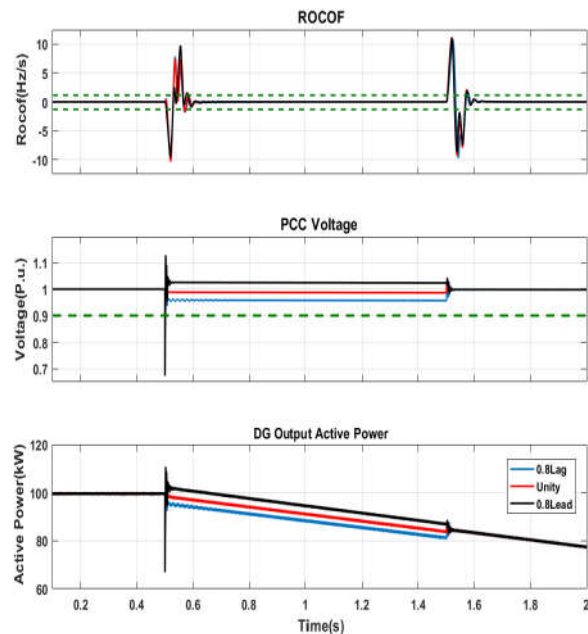 ROCOF
Rocof(Hz/s)
10
5
0
-5
-10
PCC Voltage
Voltage(P.u.)
1.1
1
0.9
0.8
0.7
DG Output Active Power
Active Power(kW)
120
100
80
60
0.8Lag
Unity
0.8Lead
0.2 0.4 0.6 0.8 1 1.2 1.4 1.6 1.8 2
Time(s)